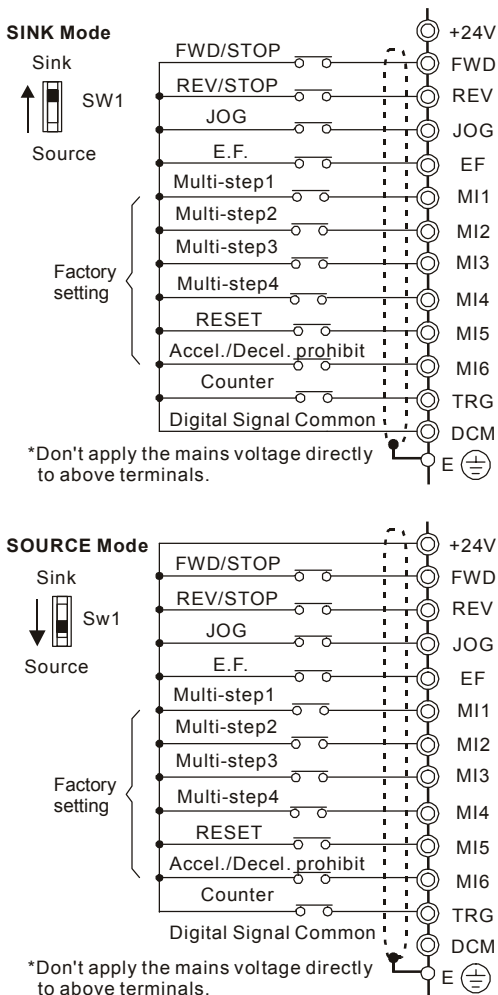 SINK Mode
Sink
SW1
Source
FWD/STOP
REV/STOP
JOG
E.F.
Multi-step1
Multi-step2
Multi-step3
Multi-step4
RESET
Accel./Decel. prohibit
Counter
Digital Signal Common
Factory
setting
+24V
FWD
REV
JOG
EF
MI1
MI2
MI3
MI4
MI5
MI6
TRG
DCM
E
*Don't apply the mains voltage directly
to above terminals.
SOURCE Mode
Sink
Sw1
Source
FWD/STOP
REV/STOP
JOG
E.F.
Multi-step1
Multi-step2
Multi-step3
Multi-step4
RESET
Accel./Decel. prohibit
Counter
Digital Signal Common
Factory
setting
+24V
FWD
REV
JOG
EF
MI1
MI2
MI3
MI4
MI5
MI6
TRG
DCM
E
*Don't apply the mains voltage directly
to above terminals.